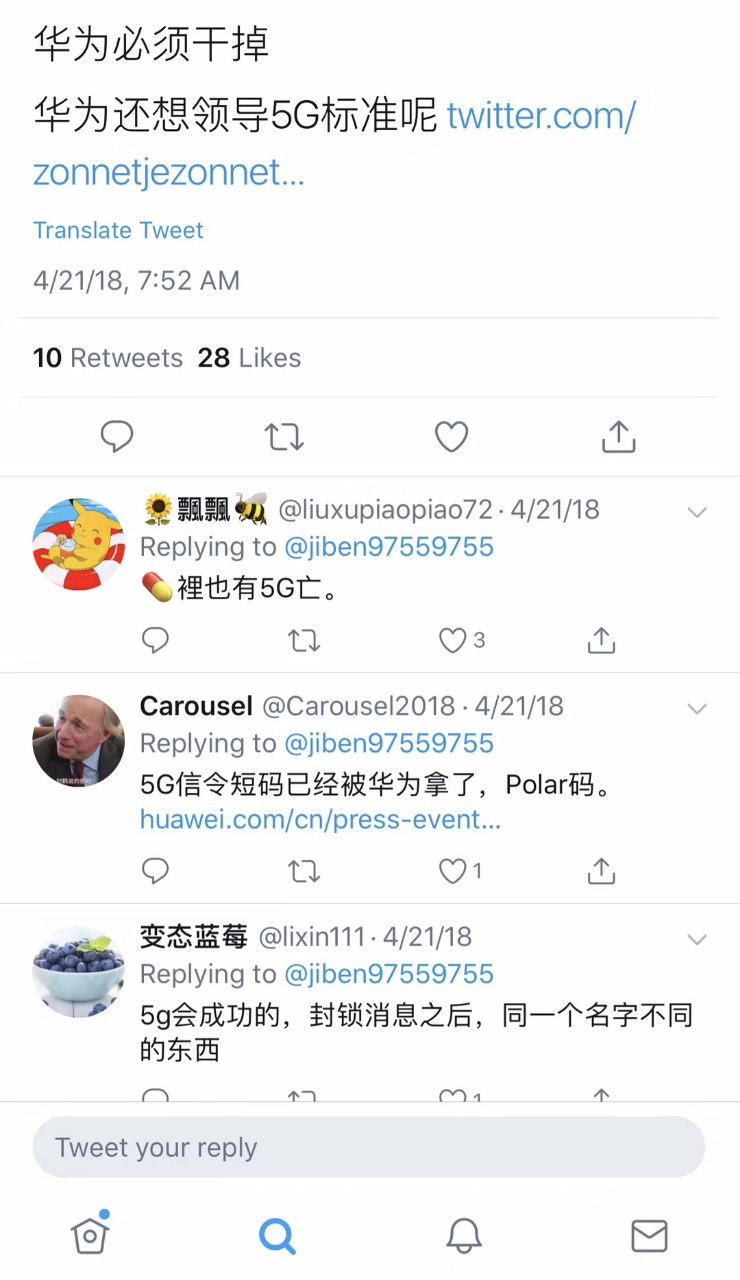 华为必须干掉
华为还想领导5G标准呢 twitter.com/
zonnetjezonnet...
Translate Tweet
4/21/18, 7:52 AM
10 Retweets 28 Likes
🌻飄飄🐝 @liuxupiaopiao72 · 4/21/18
Replying to @jiben97559755
💊裡也有5G亡。
3
Carousel @Carousel2018 · 4/21/18
Replying to @jiben97559755
5G信令短码已经被华为拿了，Polar码。
huawei.com/cn/press-event...
1
变态蓝莓 @lixin111 · 4/21/18
Replying to @jiben97559755
5g会成功的，封锁消息之后，同一个名字不同
的东西
1
Tweet your reply